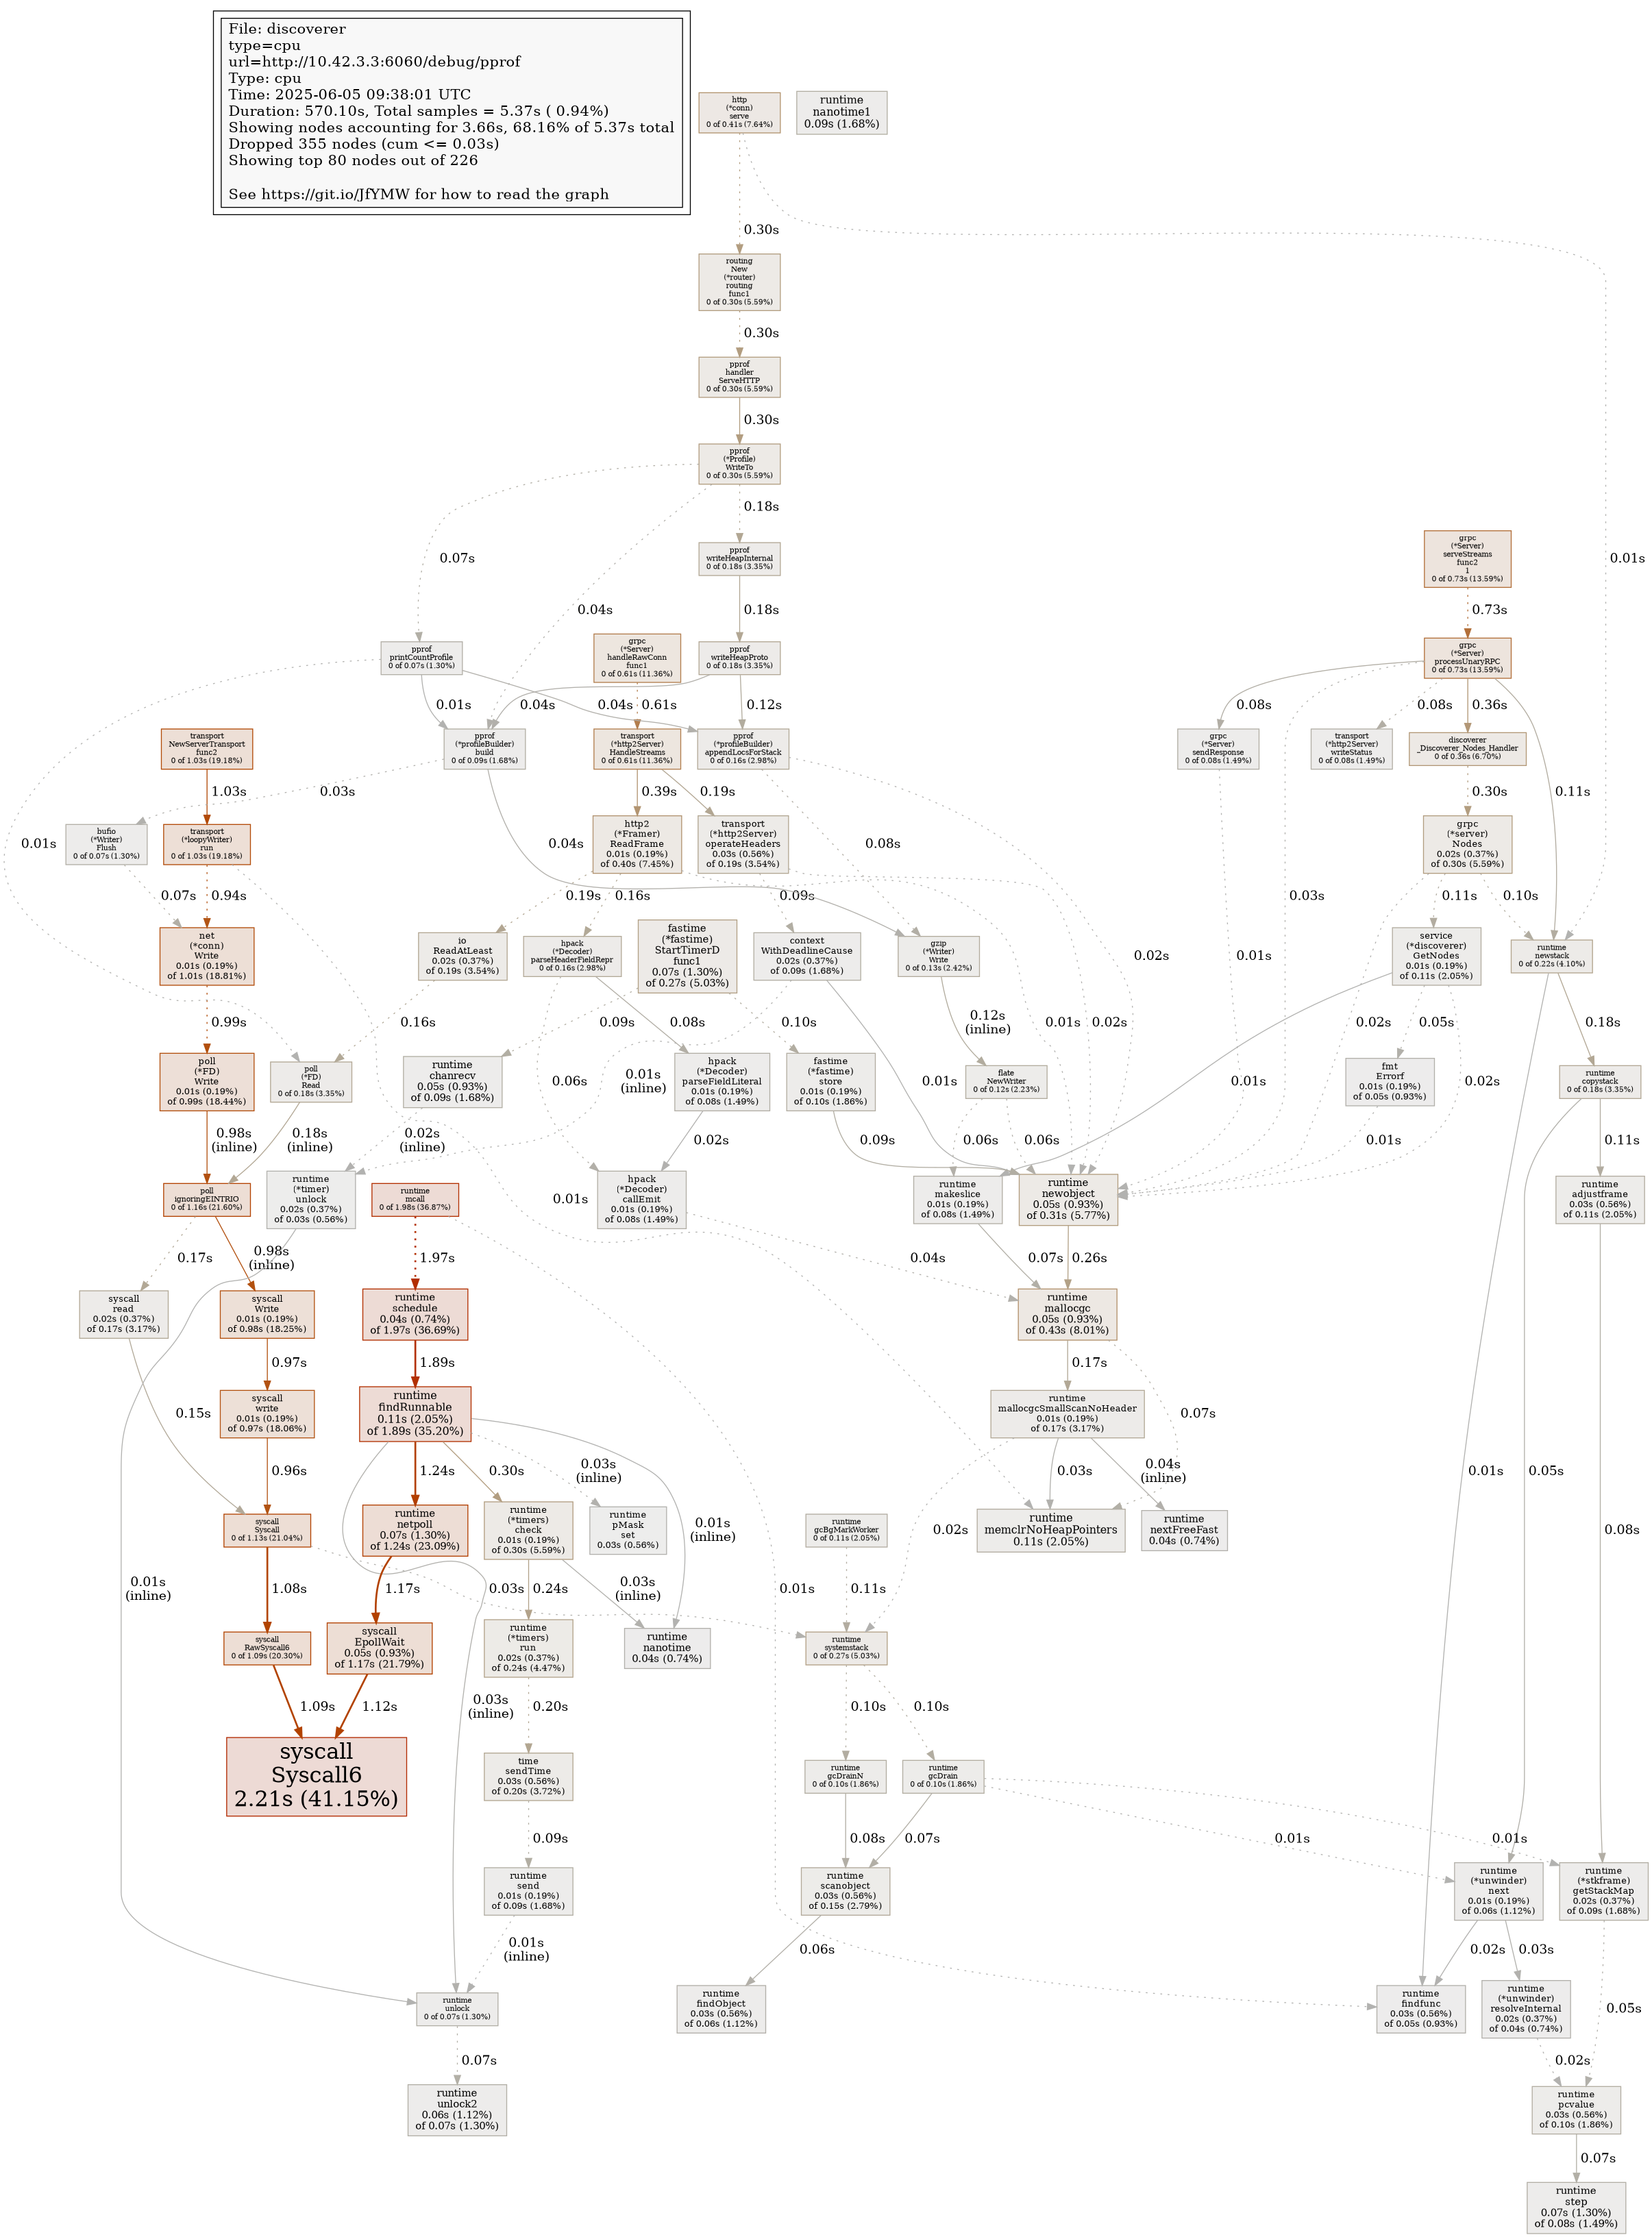 File: discoverer
type=cpu
url=http://10.42.3.3:6060/debug/pprof
Type: cpu
Time: 2025-06-05 09:38:01 UTC
Duration: 570.10s, Total samples = 5.37s ( 0.94%)
Showing nodes accounting for 3.66s, 68.16% of 5.37s total
Dropped 355 nodes (cum <= 0.03s)
Showing top 80 nodes out of 226
See https://git.io/JfYMW for how to read the graph
http
(*conn)
serve
0 of 0.41s (7.64%)
runtime
nanotime1
0.09s (1.68%)
0.30s
routing
New
(*router)
routing
func1
0 of 0.30s (5.59%)
0.30s
pprof
handler
ServeHTTP
0 of 0.30s (5.59%)
0.30s
pprof
(*Profile)
WriteTo
0 of 0.30s (5.59%)
0.18s
0.07s
0.04s
0.01s
pprof
writeHeapInternal
0 of 0.18s (3.35%)
grpc
(*Server)
serveStreams
func2
1
0 of 0.73s (13.59%)
0.18s
0.73s
pprof
printCountProfile
0 of 0.07s (1.30%)
grpc
(*Server)
handleRawConn
func1
0 of 0.61s (11.36%)
pprof
writeHeapProto
0 of 0.18s (3.35%)
grpc
(*Server)
processUnaryRPC
0 of 0.73s (13.59%)
0.01s
0.04s
0.04s
0.61s
0.12s
0.08s
0.08s
0.36s
transport
NewServerTransport
func2
0 of 1.03s (19.18%)
pprof
(*profileBuilder)
build
0 of 0.09s (1.68%)
transport
(*http2Server)
HandleStreams
0 of 0.61s (11.36%)
pprof
(*profileBuilder)
appendLocsForStack
0 of 0.16s (2.98%)
grpc
(*Server)
sendResponse
0 of 0.08s (1.49%)
transport
(*http2Server)
writeStatus
0 of 0.08s (1.49%)
discoverer
_Discoverer_Nodes_Handler
0 of 0.36s (6.70%)
1.03s
0.03s
0.39s
0.19s
0.30s
0.11s
bufio
(*Writer)
Flush
0 of 0.07s (1.30%)
transport
(*loopyWriter)
run
0 of 1.03s (19.18%)
0.01s
0.04s
http2
(*Framer)
ReadFrame
0.01s (0.19%)
of 0.40s (7.45%)
transport
(*http2Server)
operateHeaders
0.03s (0.56%)
of 0.19s (3.54%)
0.08s
grpc
(*server)
Nodes
0.02s (0.37%)
of 0.30s (5.59%)
0.07s
0.94s
0.19s
0.16s
0.09s
0.03s
0.11s
0.10s
net
(*conn)
Write
0.01s (0.19%)
of 1.01s (18.81%)
io
ReadAtLeast
0.02s (0.37%)
of 0.19s (3.54%)
hpack
(*Decoder)
parseHeaderFieldRepr
0 of 0.16s (2.98%)
fastime
(*fastime)
StartTimerD
func1
0.07s (1.30%)
of 0.27s (5.03%)
context
WithDeadlineCause
0.02s (0.37%)
of 0.09s (1.68%)
gzip
(*Writer)
Write
0 of 0.13s (2.42%)
0.02s
0.01s
service
(*discoverer)
GetNodes
0.01s (0.19%)
of 0.11s (2.05%)
runtime
newstack
0 of 0.22s (4.10%)
0.99s
0.16s
0.09s
0.08s
0.10s
0.12s
(inline)
0.01s
0.02s
0.02s
0.05s
0.18s
poll
(*FD)
Write
0.01s (0.19%)
of 0.99s (18.44%)
poll
(*FD)
Read
0 of 0.18s (3.35%)
runtime
chanrecv
0.05s (0.93%)
of 0.09s (1.68%)
0.06s
0.01s
(inline)
hpack
(*Decoder)
parseFieldLiteral
0.01s (0.19%)
of 0.08s (1.49%)
fastime
(*fastime)
store
0.01s (0.19%)
of 0.10s (1.86%)
0.01s
flate
NewWriter
0 of 0.12s (2.23%)
0.01s
fmt
Errorf
0.01s (0.19%)
of 0.05s (0.93%)
0.02s
runtime
copystack
0 of 0.18s (3.35%)
0.98s
(inline)
0.18s
(inline)
0.02s
(inline)
0.02s
0.09s
0.06s
0.06s
0.01s
0.11s
poll
ignoringEINTRIO
0 of 1.16s (21.60%)
runtime
(*timer)
unlock
0.02s (0.37%)
of 0.03s (0.56%)
runtime
mcall
0 of 1.98s (36.87%)
0.01s
hpack
(*Decoder)
callEmit
0.01s (0.19%)
of 0.08s (1.49%)
runtime
makeslice
0.01s (0.19%)
of 0.08s (1.49%)
runtime
newobject
0.05s (0.93%)
of 0.31s (5.77%)
runtime
adjustframe
0.03s (0.56%)
of 0.11s (2.05%)
0.17s
0.98s
(inline)
1.97s
0.04s
0.07s
0.26s
syscall
read
0.02s (0.37%)
of 0.17s (3.17%)
syscall
Write
0.01s (0.19%)
of 0.98s (18.25%)
runtime
schedule
0.04s (0.74%)
of 1.97s (36.69%)
runtime
mallocgc
0.05s (0.93%)
of 0.43s (8.01%)
0.97s
1.89s
0.17s
0.15s
syscall
write
0.01s (0.19%)
of 0.97s (18.06%)
runtime
findRunnable
0.11s (2.05%)
of 1.89s (35.20%)
runtime
mallocgcSmallScanNoHeader
0.01s (0.19%)
of 0.17s (3.17%)
0.07s
0.96s
1.24s
0.30s
0.03s
(inline)
0.03s
0.04s
(inline)
0.01s
0.05s
syscall
Syscall
0 of 1.13s (21.04%)
runtime
netpoll
0.07s (1.30%)
of 1.24s (23.09%)
runtime
(*timers)
check
0.01s (0.19%)
of 0.30s (5.59%)
runtime
pMask
set
0.03s (0.56%)
0.01s
(inline)
runtime
gcBgMarkWorker
0 of 0.11s (2.05%)
0.02s
runtime
memclrNoHeapPointers
0.11s (2.05%)
runtime
nextFreeFast
0.04s (0.74%)
0.08s
0.01s
(inline)
1.08s
1.17s
0.03s
0.24s
0.03s
(inline)
0.01s
0.11s
syscall
RawSyscall6
0 of 1.09s (20.30%)
syscall
EpollWait
0.05s (0.93%)
of 1.17s (21.79%)
runtime
(*timers)
run
0.02s (0.37%)
of 0.24s (4.47%)
runtime
nanotime
0.04s (0.74%)
runtime
systemstack
0 of 0.27s (5.03%)
1.09s
1.12s
0.03s
(inline)
0.20s
0.10s
0.10s
syscall
Syscall6
2.21s (41.15%)
time
sendTime
0.03s (0.56%)
of 0.20s (3.72%)
runtime
gcDrainN
0 of 0.10s (1.86%)
runtime
gcDrain
0 of 0.10s (1.86%)
0.09s
0.08s
0.07s
0.01s
0.01s
runtime
send
0.01s (0.19%)
of 0.09s (1.68%)
runtime
scanobject
0.03s (0.56%)
of 0.15s (2.79%)
runtime
(*unwinder)
next
0.01s (0.19%)
of 0.06s (1.12%)
runtime
(*stkframe)
getStackMap
0.02s (0.37%)
of 0.09s (1.68%)
0.01s
(inline)
0.06s
0.02s
0.03s
runtime
unlock
0 of 0.07s (1.30%)
runtime
findObject
0.03s (0.56%)
of 0.06s (1.12%)
runtime
findfunc
0.03s (0.56%)
of 0.05s (0.93%)
runtime
(*unwinder)
resolveInternal
0.02s (0.37%)
of 0.04s (0.74%)
0.05s
0.07s
0.02s
runtime
unlock2
0.06s (1.12%)
of 0.07s (1.30%)
runtime
pcvalue
0.03s (0.56%)
of 0.10s (1.86%)
0.07s
runtime
step
0.07s (1.30%)
of 0.08s (1.49%)